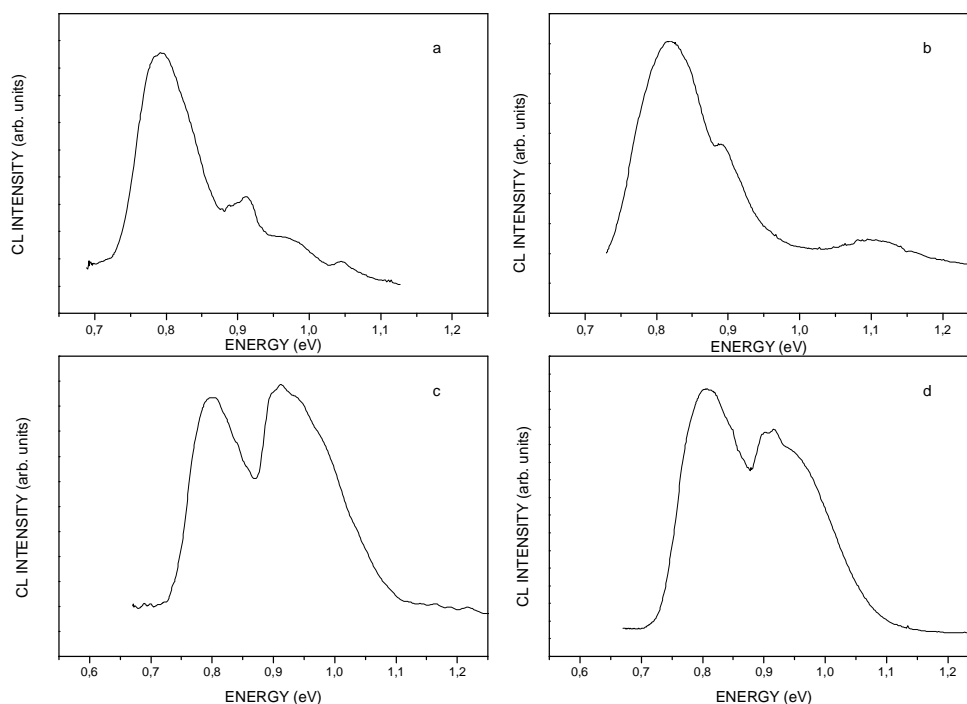 a
CL INTENSITY (arb. units)
0,7 0,8 0,9 1,0 1,1 1,2
ENERGY (eV)
b
CL INTENSITY (arb. units)
0,7 0,8 0,9 1,0 1,1 1,2
ENERGY (eV)
c
CL INTENSITY (arb. units)
0,6 0,7 0,8 0,9 1,0 1,1 1,2
ENERGY (eV)
d
CL INTENSITY (arb. units)
0,6 0,7 0,8 0,9 1,0 1,1 1,2
ENERGY (eV)